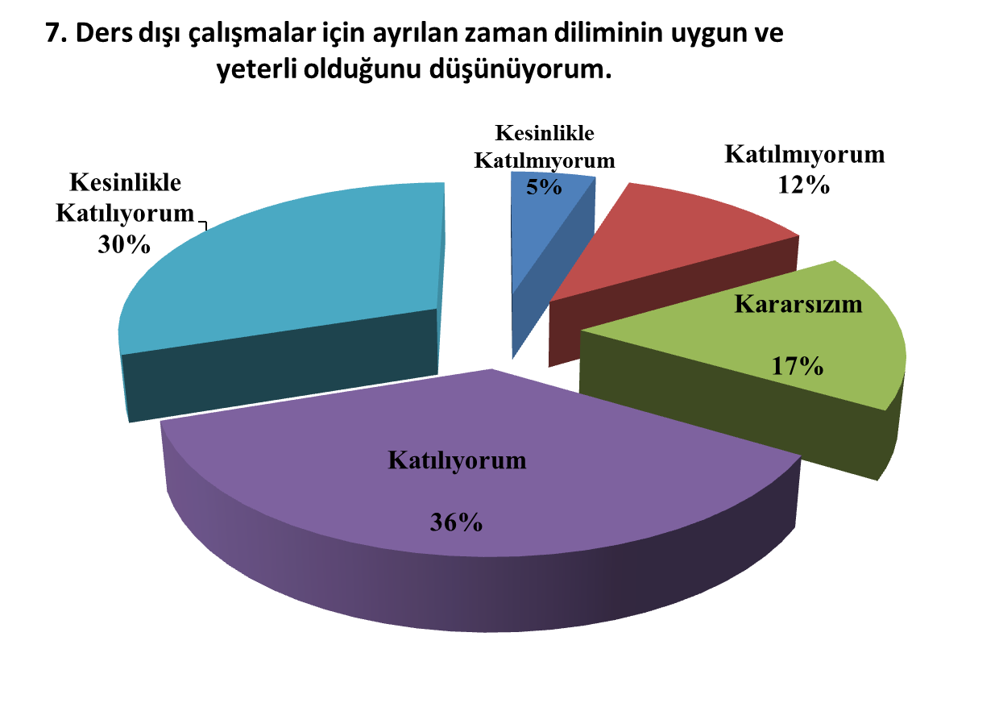 7. Ders dışı çalışmalar için ayrılan zaman diliminin uygun ve
yeterli olduğunu düşünüyorum.
Kesinlikle
Katılmıyorum
5%
Katılmıyorum
12%
Kararsızım
17%
Katılıyorum
36%
Kesinlikle
Katılıyorum
30%